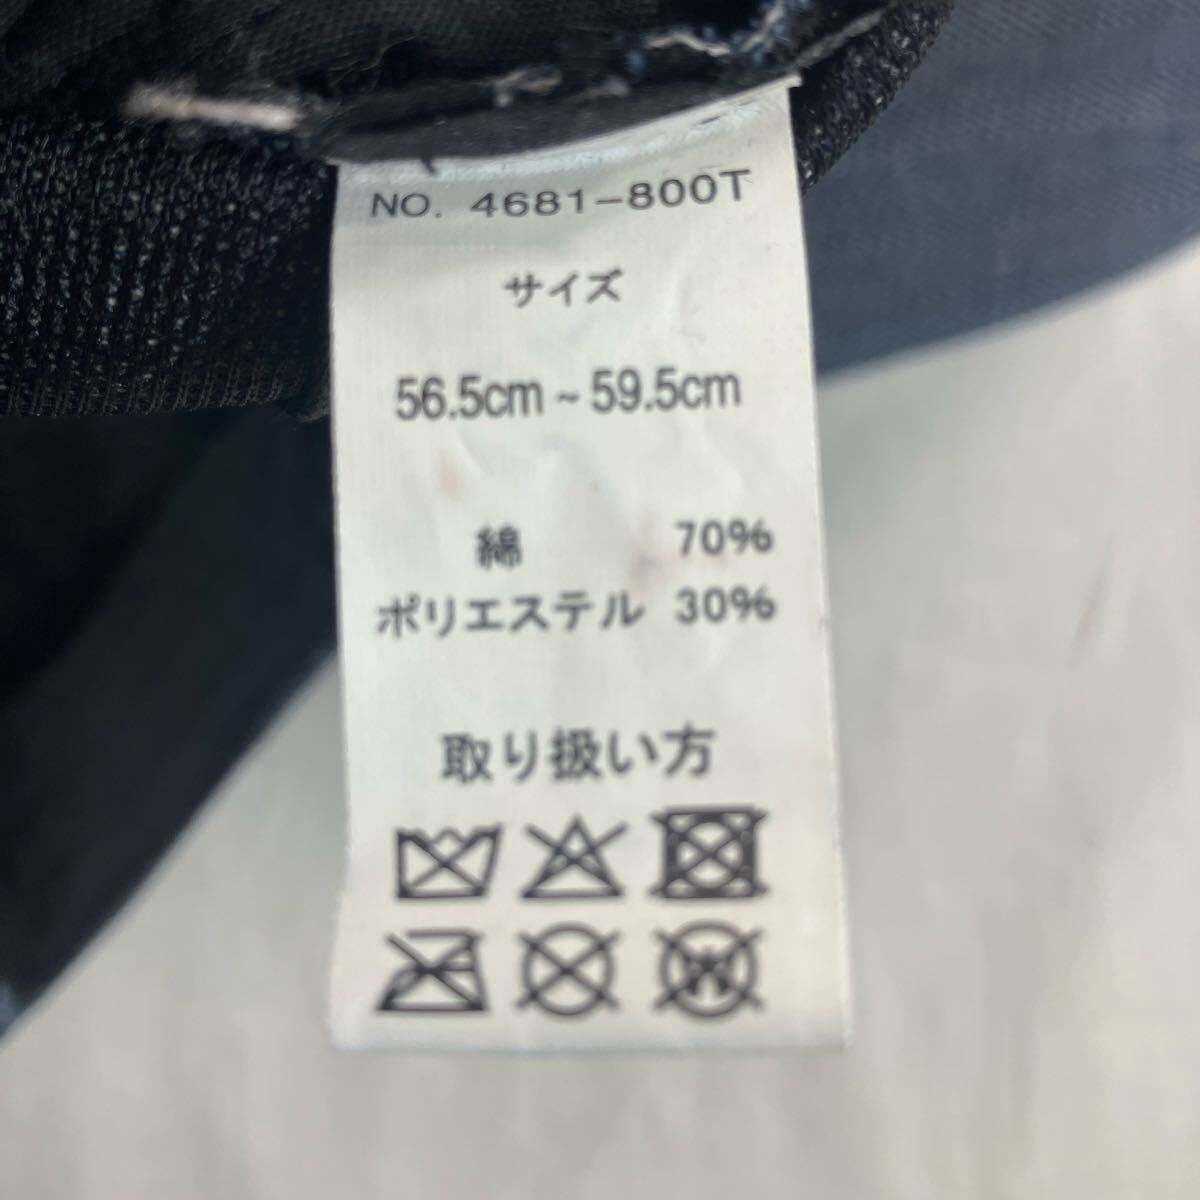 NO. 4681-800T
サイズ
56.5cm~59.5cm
綿 70%
ポリエステル 30%
取り扱い方
W